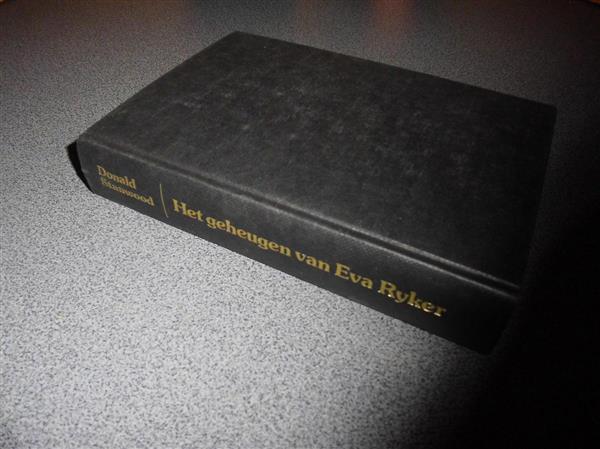 Donald
Stanwood
Het geheugen van Eva Ryker